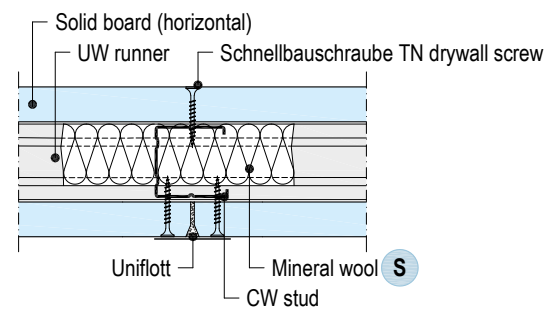 Solid board (horizontal)
UW runner
Schnellbauschraube TN drywall screw
Uniflott
Mineral wool S
CW stud